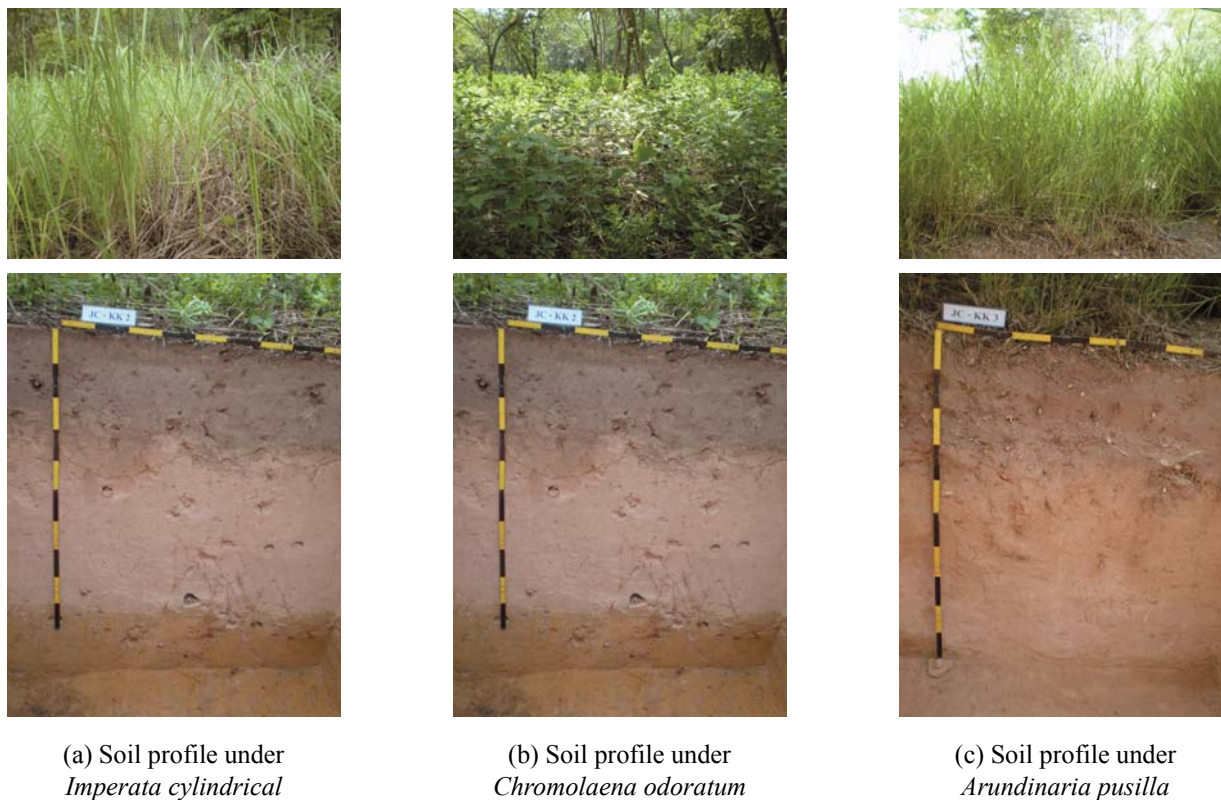 JC - KK 2
JC - KK 2
JC - KK 3
(a) Soil profile under
Imperata cylindrical
(b) Soil profile under
Chromolaena odoratum
(c) Soil profile under
Arundinaria pusilla